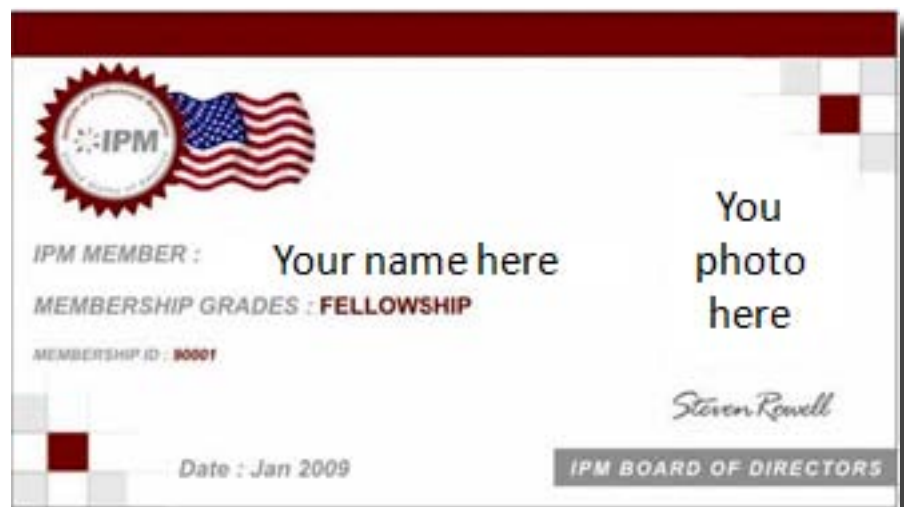 IPM
IPM MEMBER :
Your name here
MEMBERSHIP GRADES : FELLOWSHIP
MEMBERSHIP ID : 90001
You
photo
here
Steven Rowell
Date : Jan 2009
IPM BOARD OF DIRECTORS